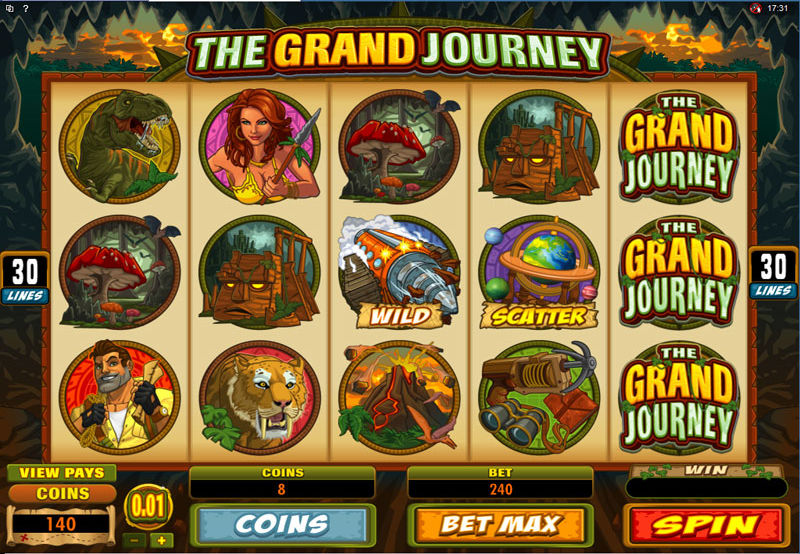 ?
17:31
THE GRAND JOURNEY
THE
GRAND
JOURNEY
30
LINES
WILD
SCATTER
THE
GRAND
JOURNEY
30
LINES
THE
GRAND
JOURNEY
VIEW PAYS
COINS
140
0.01
- +
COINS
8
BET
240
WIN
COINS
BET MAX
SPIN